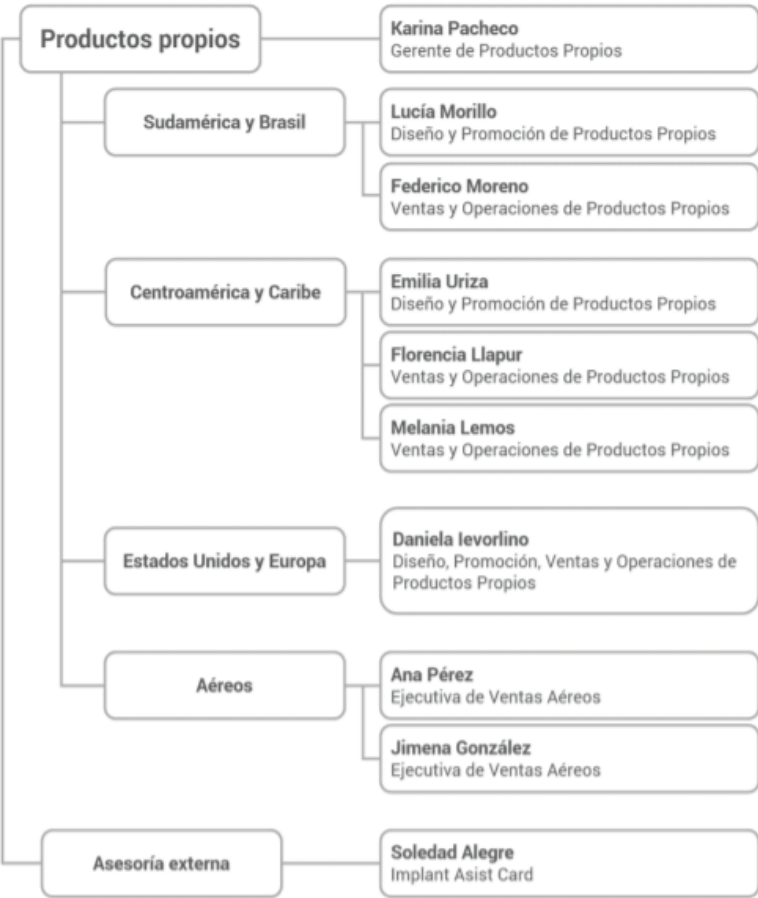 Productos propios
Karina Pacheco
Gerente de Productos Propios
Sudamérica y Brasil
Lucía Morillo
Diseño y Promoción de Productos Propios
Federico Moreno
Ventas y Operaciones de Productos Propios
Centroamérica y Caribe
Emilia Uriza
Diseño y Promoción de Productos Propios
Florencia Llapur
Ventas y Operaciones de Productos Propios
Melania Lemos
Ventas y Operaciones de Productos Propios
Estados Unidos y Europa
Daniela Ievorlino
Diseño, Promoción, Ventas y Operaciones de
Productos Propios
Aéreos
Ana Pérez
Ejecutiva de Ventas Aéreos
Jimena González
Ejecutiva de Ventas Aéreos
Asesoría externa
Soledad Alegre
Implant Asist Card